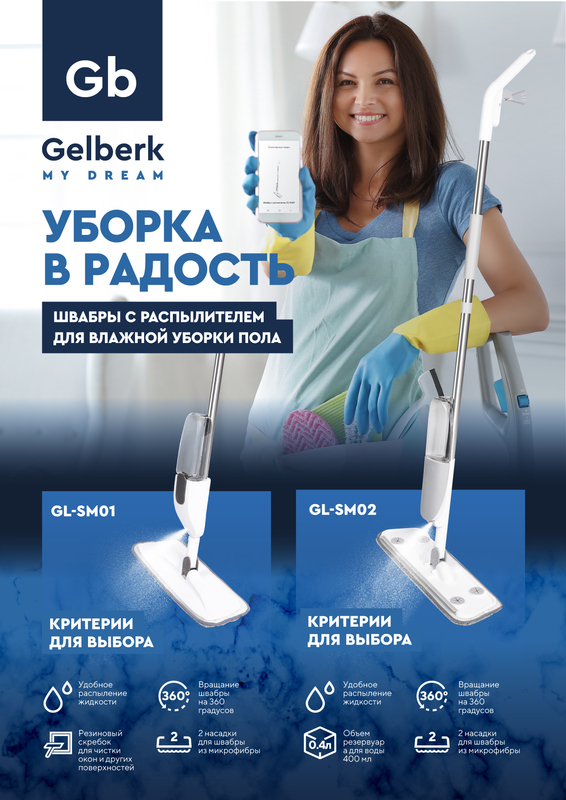 Gb
Gelberk
MY DREAM
УБОРКА
В РАДОСТЬ
ШВАБРЫ С РАСПЫЛИТЕЛЕМ
ДЛЯ ВЛАЖНОЙ УБОРКИ ПОЛА
GL-SM01
КРИТЕРИИ
ДЛЯ ВЫБОРА
Удобное
распыление
жидкости
360°
Вращание
швабры
на 360
градусов
Резиновый
скребок
для чистки
окон и других
поверхностей
2
2 насадки
для швабры
из микрофибры
GL-SM02
КРИТЕРИИ
ДЛЯ ВЫБОРА
Удобное
распыление
жидкости
360°
Вращание
швабры
на 360
градусов
0.4л
Объем
резервуар
а для воды
400 мл
2
2 насадки
для швабры
из микрофибры